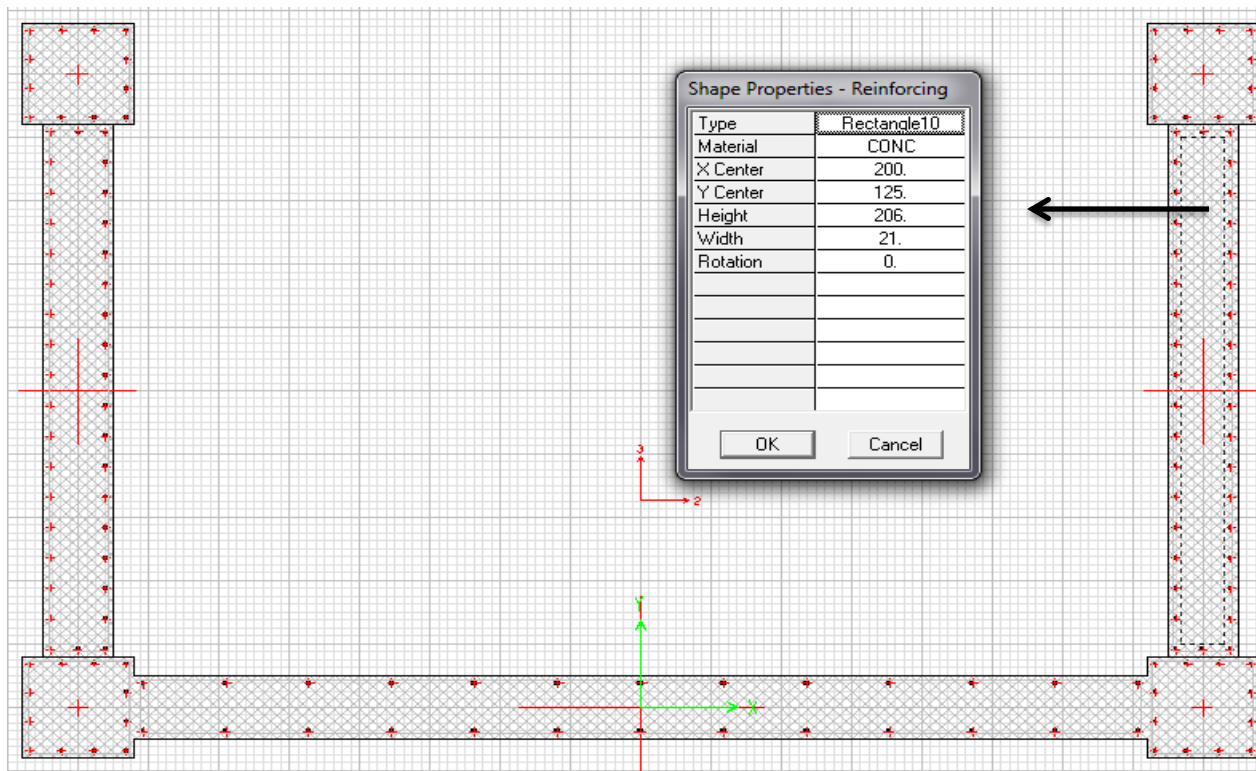 Shape Properties - Reinforcing
Type Rectangle10
Material CONC
X Center 200.
Y Center 125.
Height 206.
Width 21.
Rotation 0.
OK Cancel
3
2
Y
X